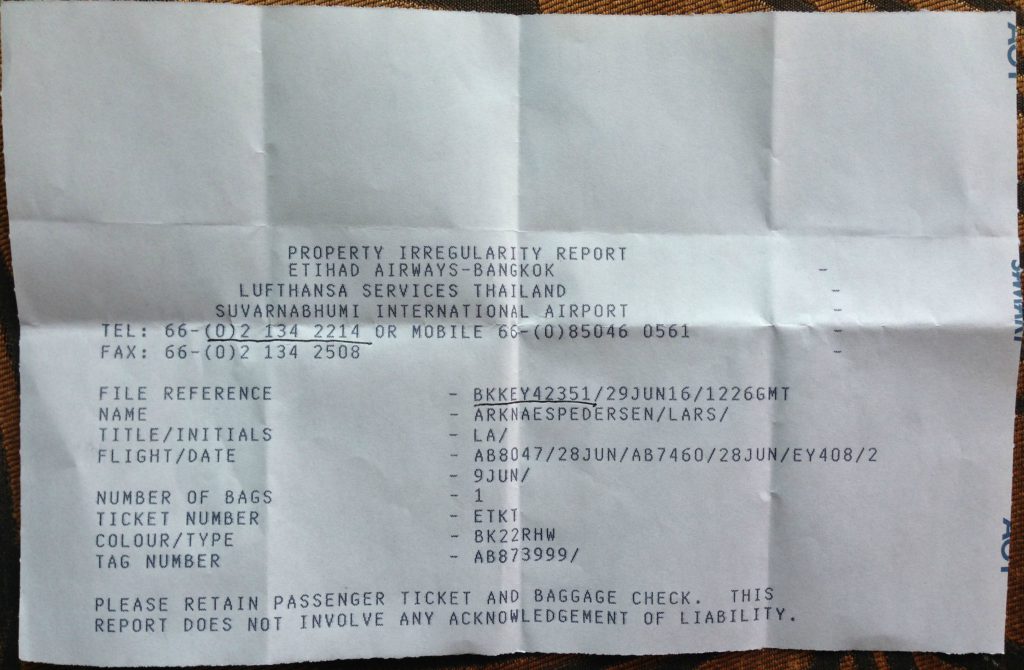 PROPERTY IRREGULARITY REPORT
ETIHAD AIRWAYS-BANGKOK -
LUFTHANSA SERVICES THAILAND -
SUVARNABHUMI INTERNATIONAL AIRPORT -
TEL: 66-(0)2 134 2214 OR MOBILE 66-(0)85046 0561
FAX: 66-(0)2 134 2508 -
FILE REFERENCE - BKKEY42351/29JUN16/1226GMT
NAME - ARKNAESPEDERSEN/LARS/
TITLE/INITIALS - LA/
FLIGHT/DATE - AB8047/28JUN/AB7460/28JUN/EY408/2
- 9JUN/
NUMBER OF BAGS - 1
TICKET NUMBER - ETKT
COLOUR/TYPE - BK22RHW
TAG NUMBER - AB873999/
PLEASE RETAIN PASSENGER TICKET AND BAGGAGE CHECK. THIS
REPORT DOES NOT INVOLVE ANY ACKNOWLEDGEMENT OF LIABILITY.